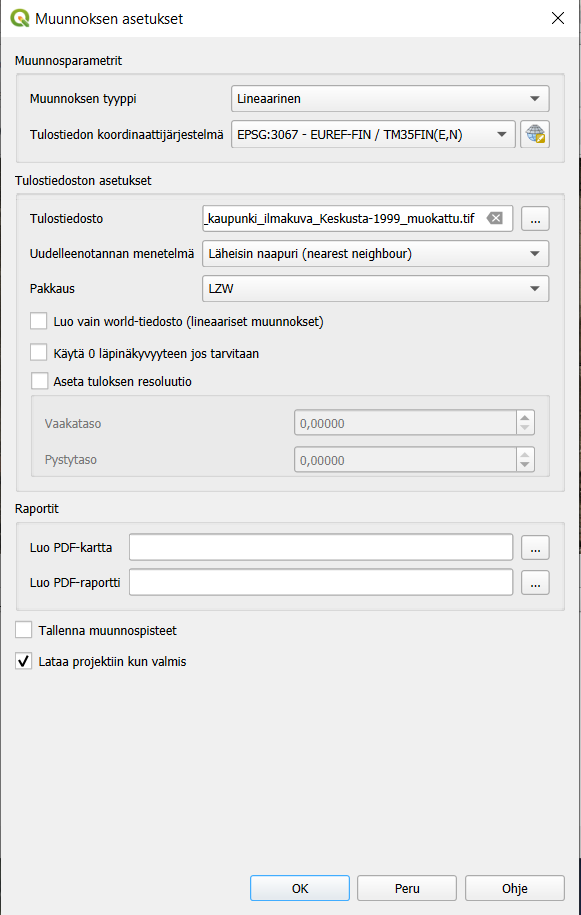 Muunnoksen asetukset
Muunnosparametrit
Muunnoksen tyyppi Lineaarinen
Tulostiedon koordinaattijärjestelmä EPSG:3067 - EUREF-FIN / TM35FIN(E,N)
Tulostiedoston asetukset
Tulostiedosto _kaupunki_ilmakuva_Keskusta-1999_muokattu.tif ...
Uudelleenotannan menetelmä Läheisin naapuri (nearest neighbour)
Pakkaus LZW
Luo vain world-tiedosto (lineaariset muunnokset)
Käytä 0 läpinäkyvyyteen jos tarvitaan
Aseta tuloksen resoluutio
Vaakataso 0,00000
Pystytaso 0,00000
Raportit
Luo PDF-kartta ...
Luo PDF-raportti ...
Tallenna muunnospisteet
Lataa projektiin kun valmis
OK Peru Ohje